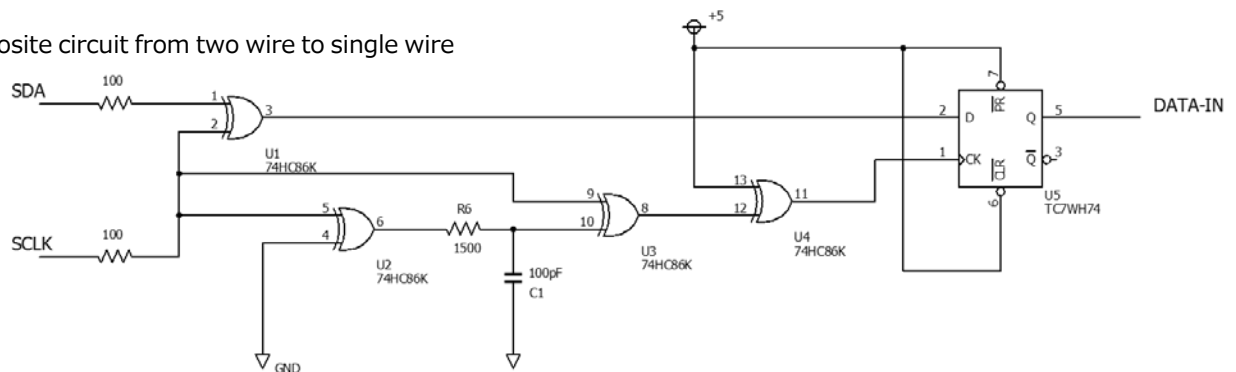 osite circuit from two wire to single wire
+5
SDA
100
1
2
3
U1
74HC86K
2
D
PR
7
Q
5
DATA-IN
1
CK
CLR
Q
3
6
U5
TC7WH74
13
12
11
U4
74HC86K
9
10
8
U3
74HC86K
5
4
6
U2
74HC86K
R6
1500
SCLK
100
100pF
C1
GND